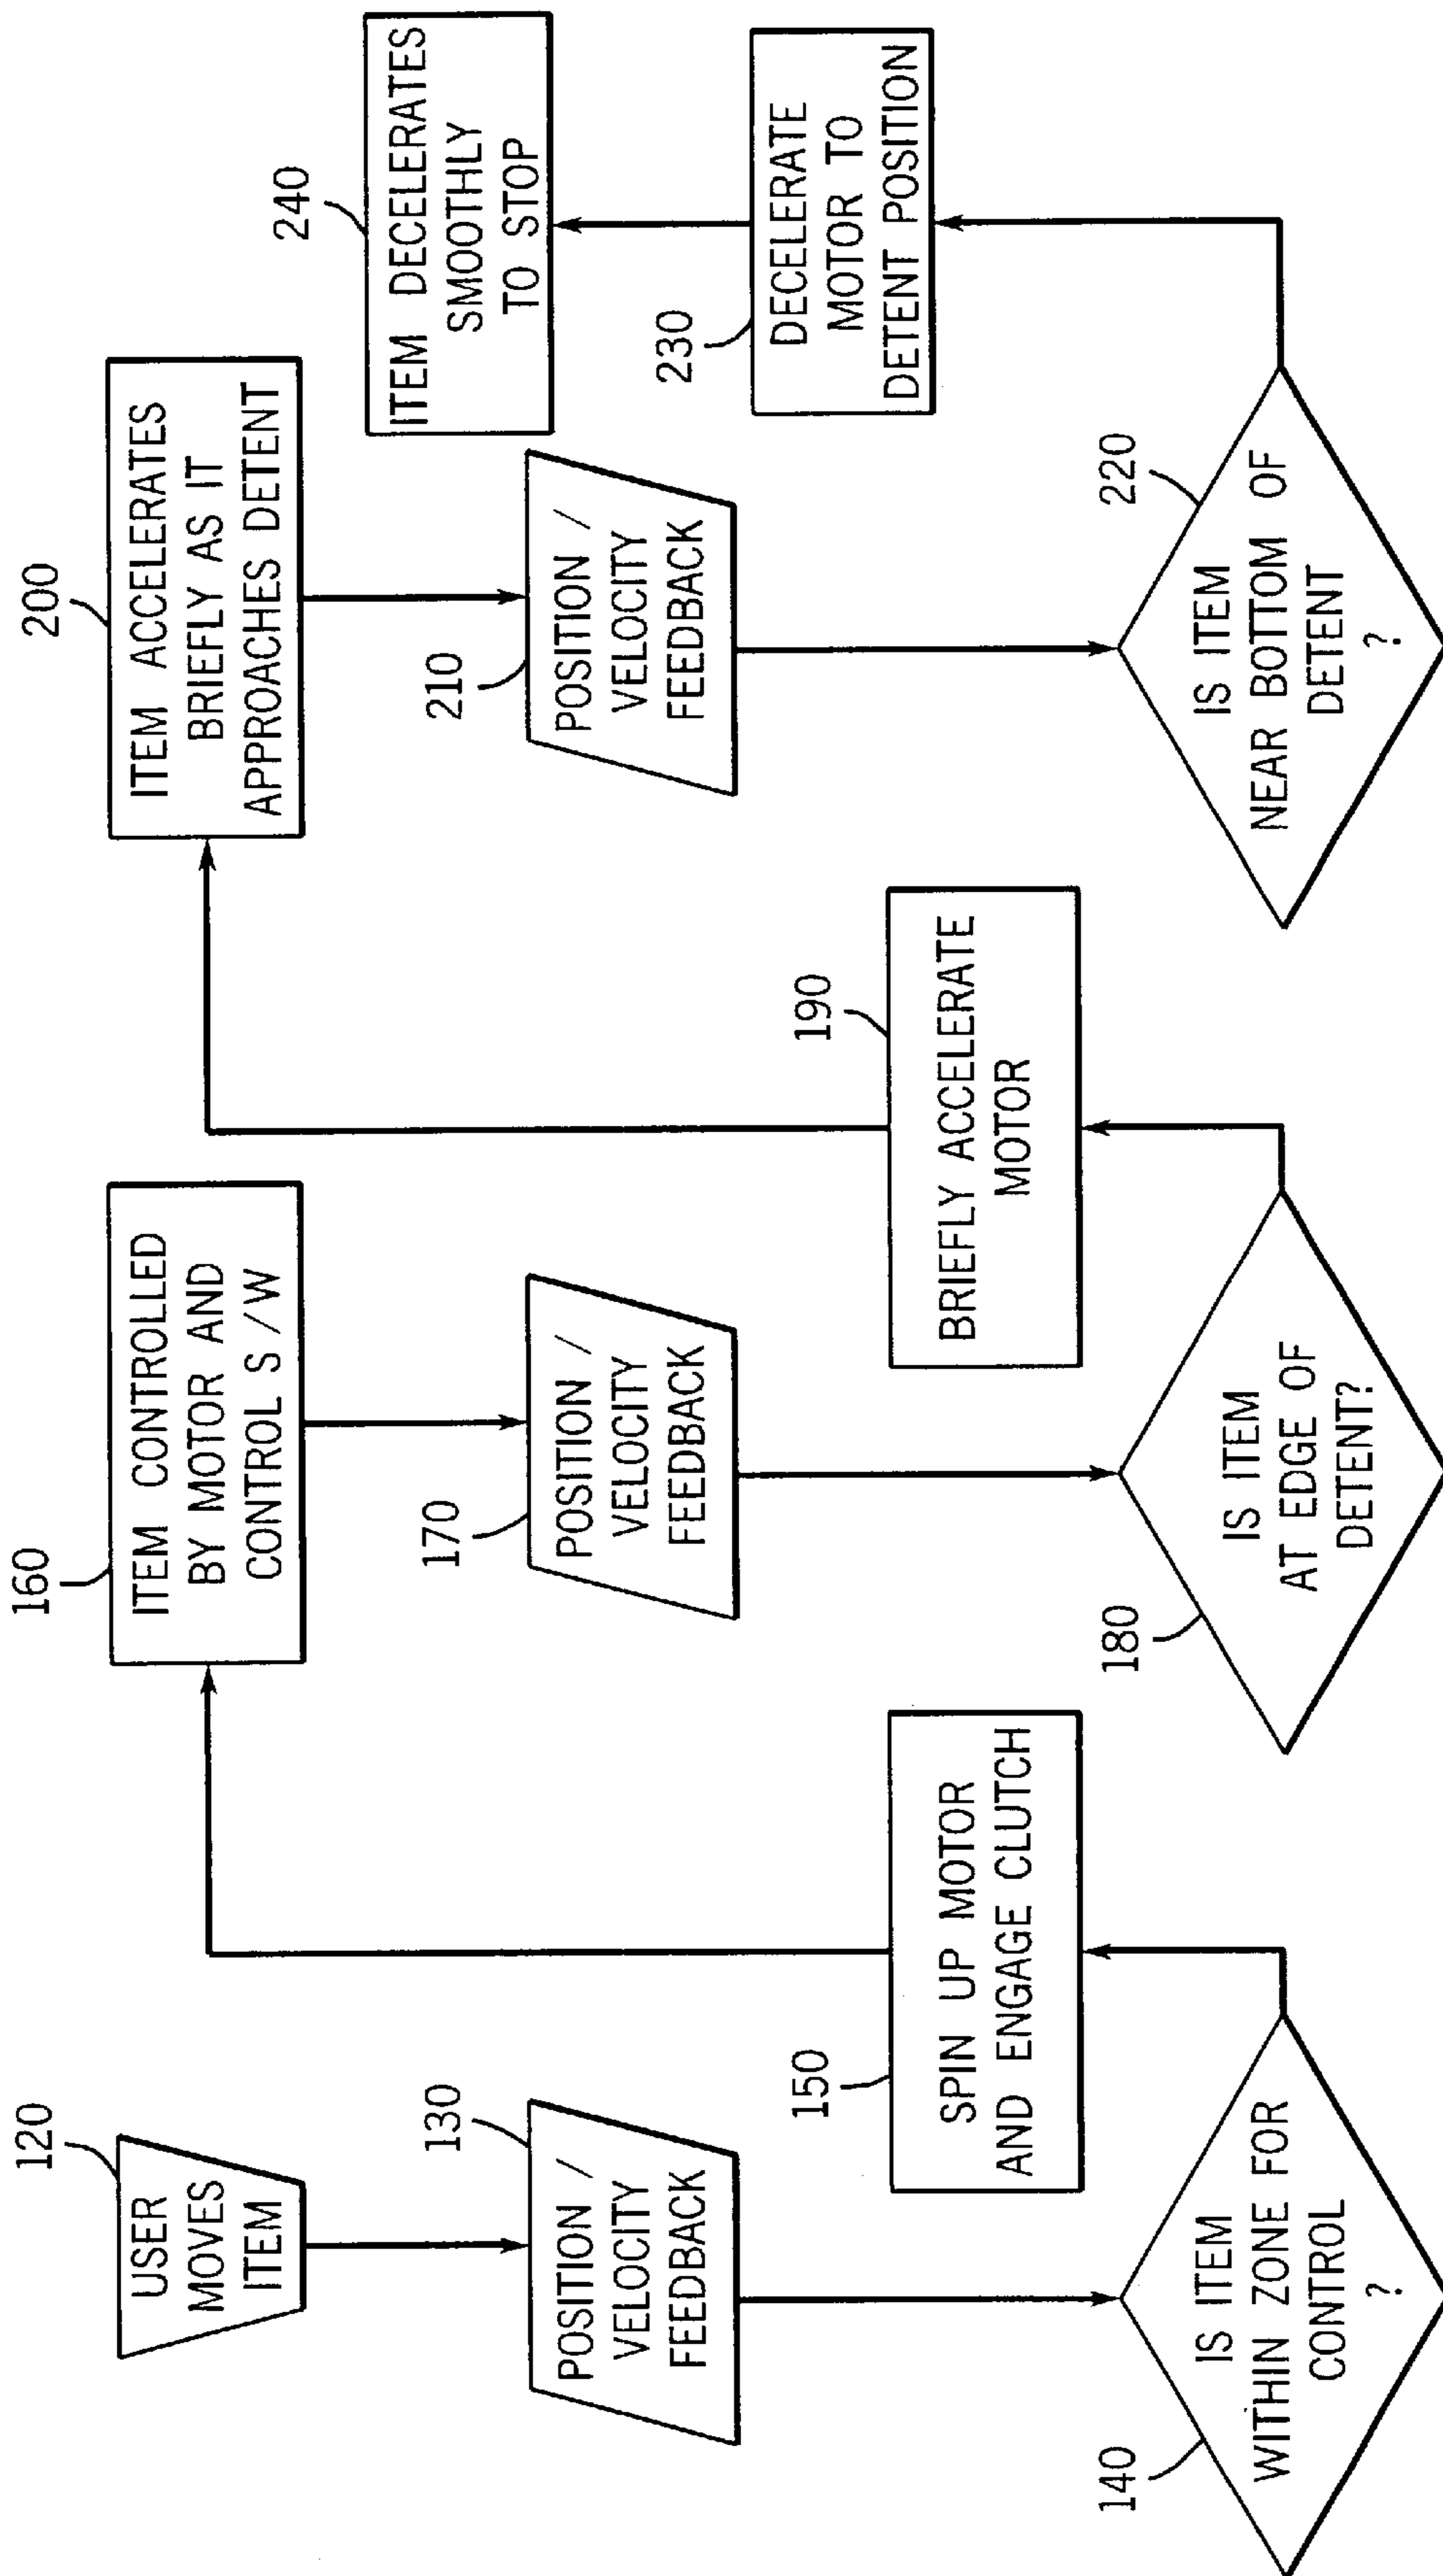 120
USER
MOVES
ITEM
130
POSITION /
VELOCITY
FEEDBACK
140
IS ITEM
WITHIN ZONE FOR
CONTROL
?
150
SPIN UP MOTOR
AND ENGAGE CLUTCH
160
ITEM CONTROLLED
BY MOTOR AND
CONTROL S /W
170
POSITION /
VELOCITY
FEEDBACK
180
IS ITEM
AT EDGE OF
DETENT?
190
BRIEFLY ACCELERATE
MOTOR
200
ITEM ACCELERATES
BRIEFLY AS IT
APPROACHES DETENT
210
POSITION /
VELOCITY
FEEDBACK
220
IS ITEM
NEAR BOTTOM OF
DETENT
?
230
DECELERATE
MOTOR TO
DETENT POSITION
240
ITEM DECELERATES
SMOOTHLY
TO STOP